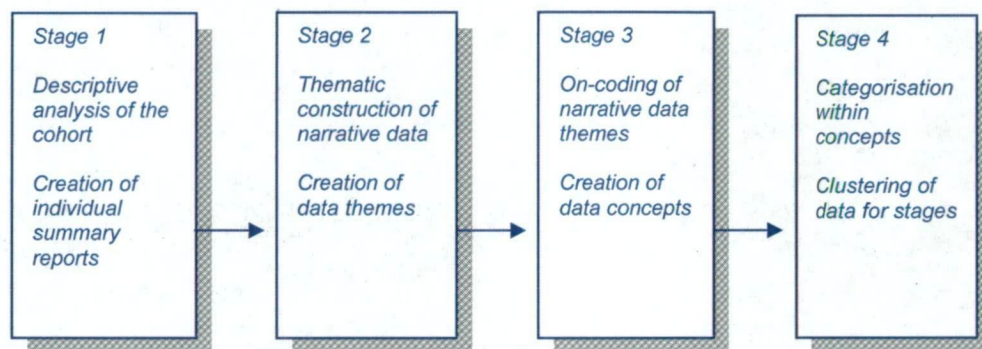 Stage 1
Descriptive
analysis of the
cohort
Creation of
individual
summary
reports
Stage 2
Thematic
construction of
narrative data
Creation of
data themes
Stage 3
On-coding of
narrative data
themes
Creation of
data concepts
Stage 4
Categorisation
within
concepts
Clustering of
data for stages